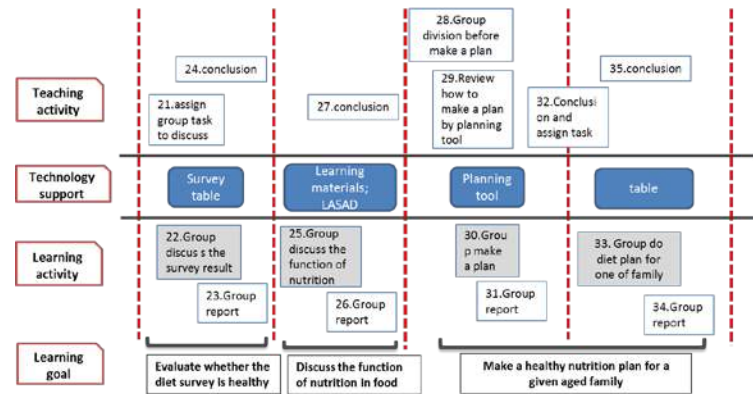 28.Group
division before
make a plan
24.conclusion
35.conclusion
Teaching
activity
21.assign
group task
to discuss
27.conclusion
29.Review
how to
make a plan
by planning
tool
32.Conclusi
on and
assign task
Technology
support
Survey
table
Learning
materials;
LASAD
Planning
tool
table
Learning
activity
22.Group
discus s the
survey result
25.Group
discuss the
function of
nutrition
30.Grou
p make
a plan
33. Group do
diet plan for
one of family
23.Group
report
26.Group
report
31.Group
report
34.Group
report
Learning
goal
Evaluate whether the
diet survey is healthy
Discuss the function
of nutrition in food
Make a healthy nutrition plan for a
given aged family